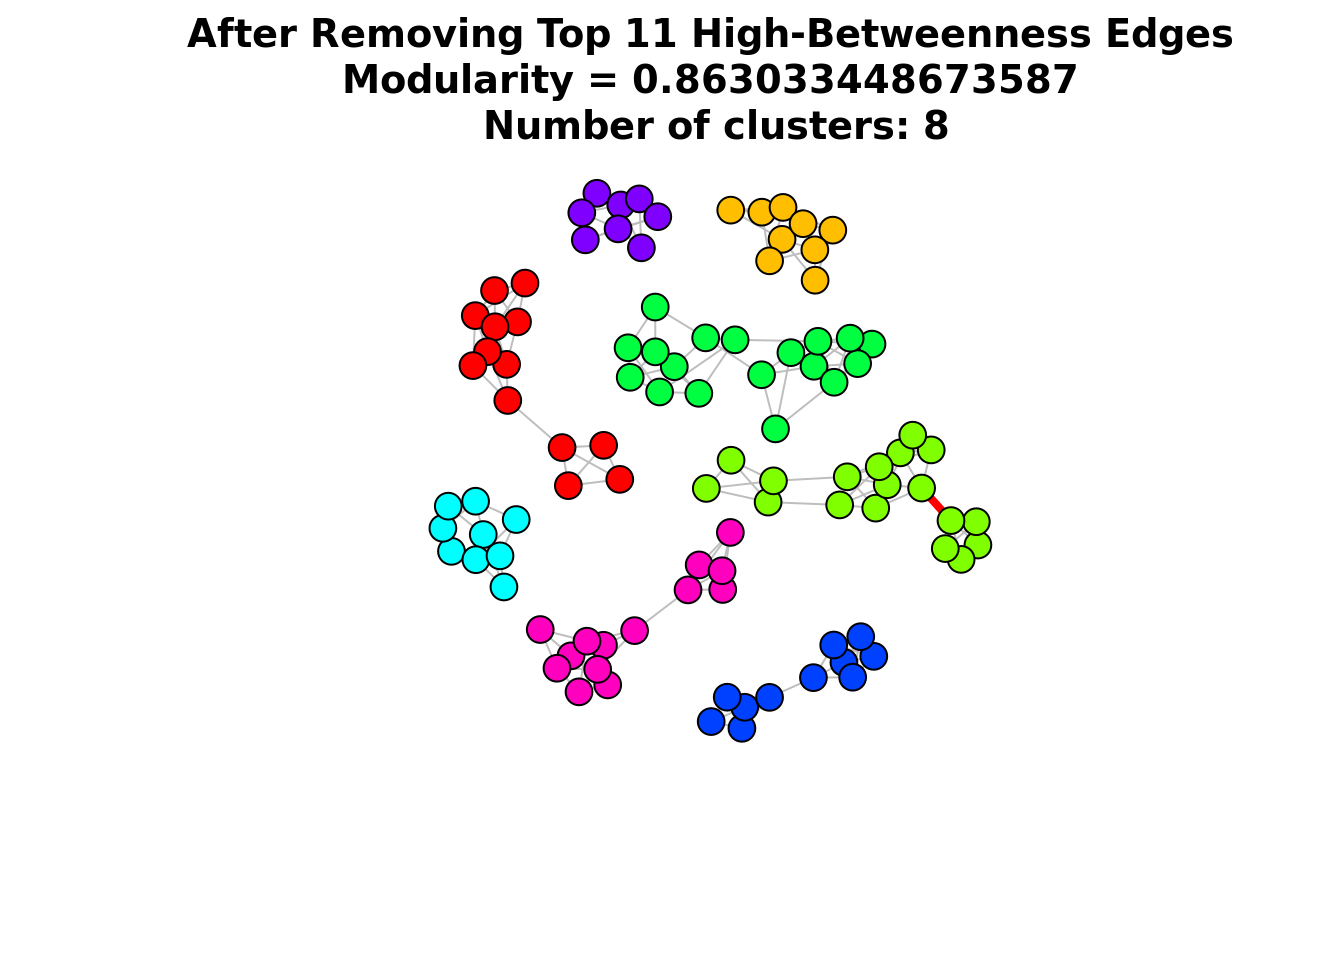 After Removing Top 11 High-Betweenness Edges
Modularity = 0.863033448673587
Number of clusters: 8